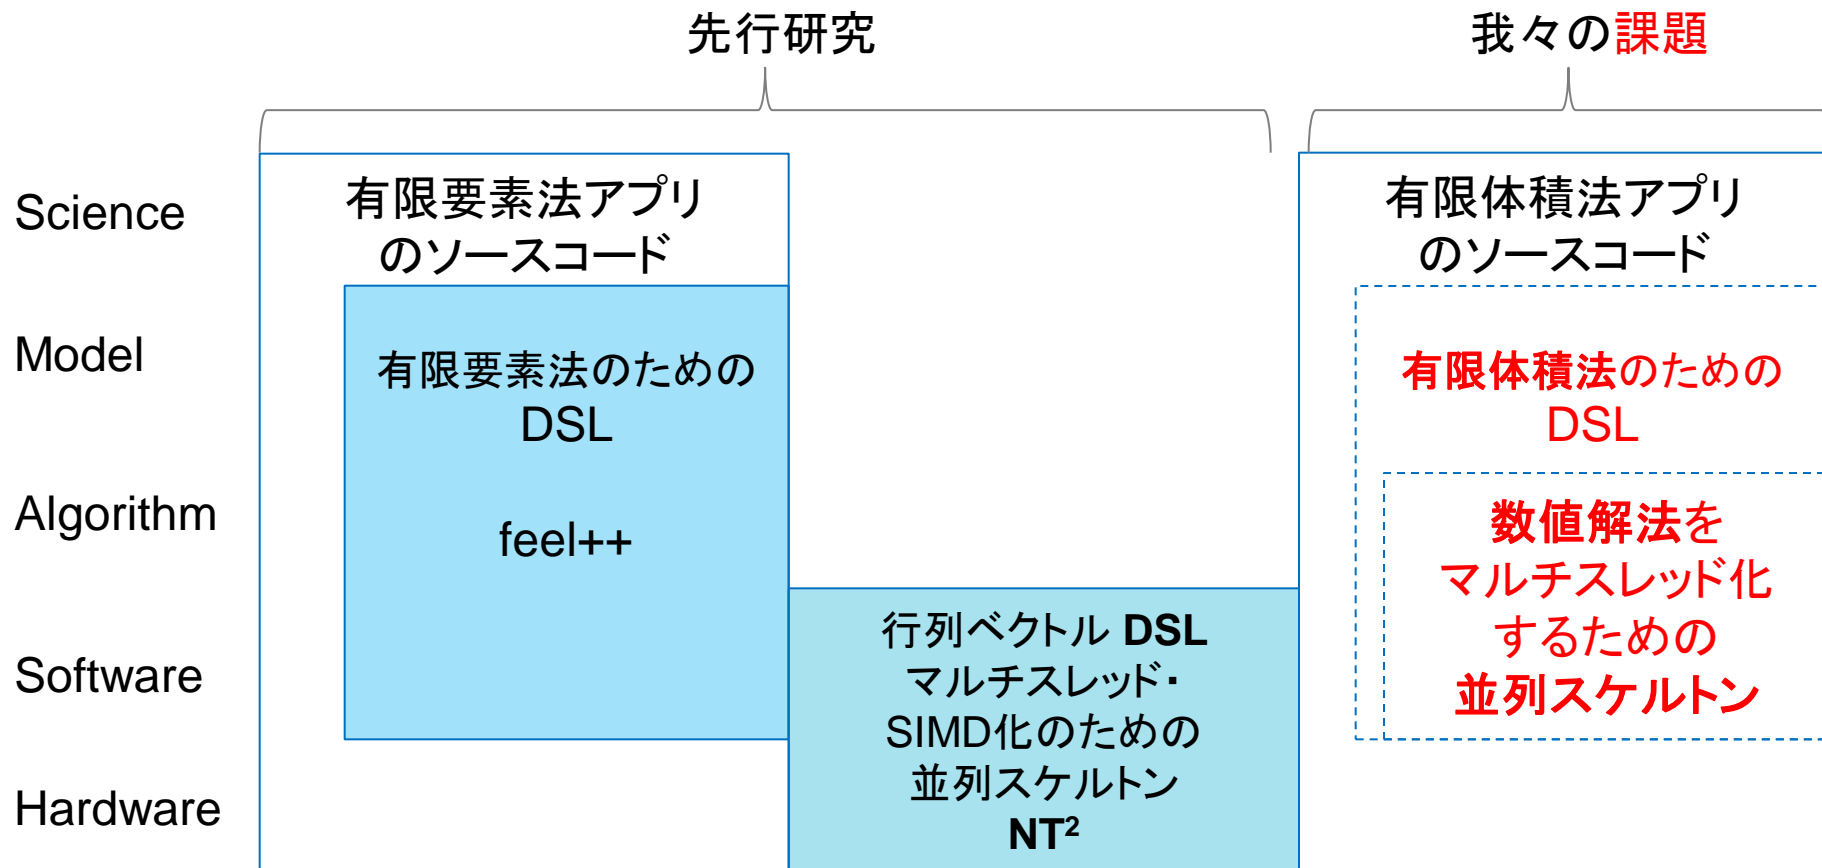 先行研究
我々の課題
Science
Model
Algorithm
Software
Hardware
有限要素法アプリ
のソースコード
有限要素法のための
DSL
feel++
行列ベクトル DSL
マルチスレッド・
SIMD化のための
並列スケルトン
NT²
有限体積法アプリ
のソースコード
有限体積法のための
DSL
数値解法を
マルチスレッド化
するための
並列スケルトン